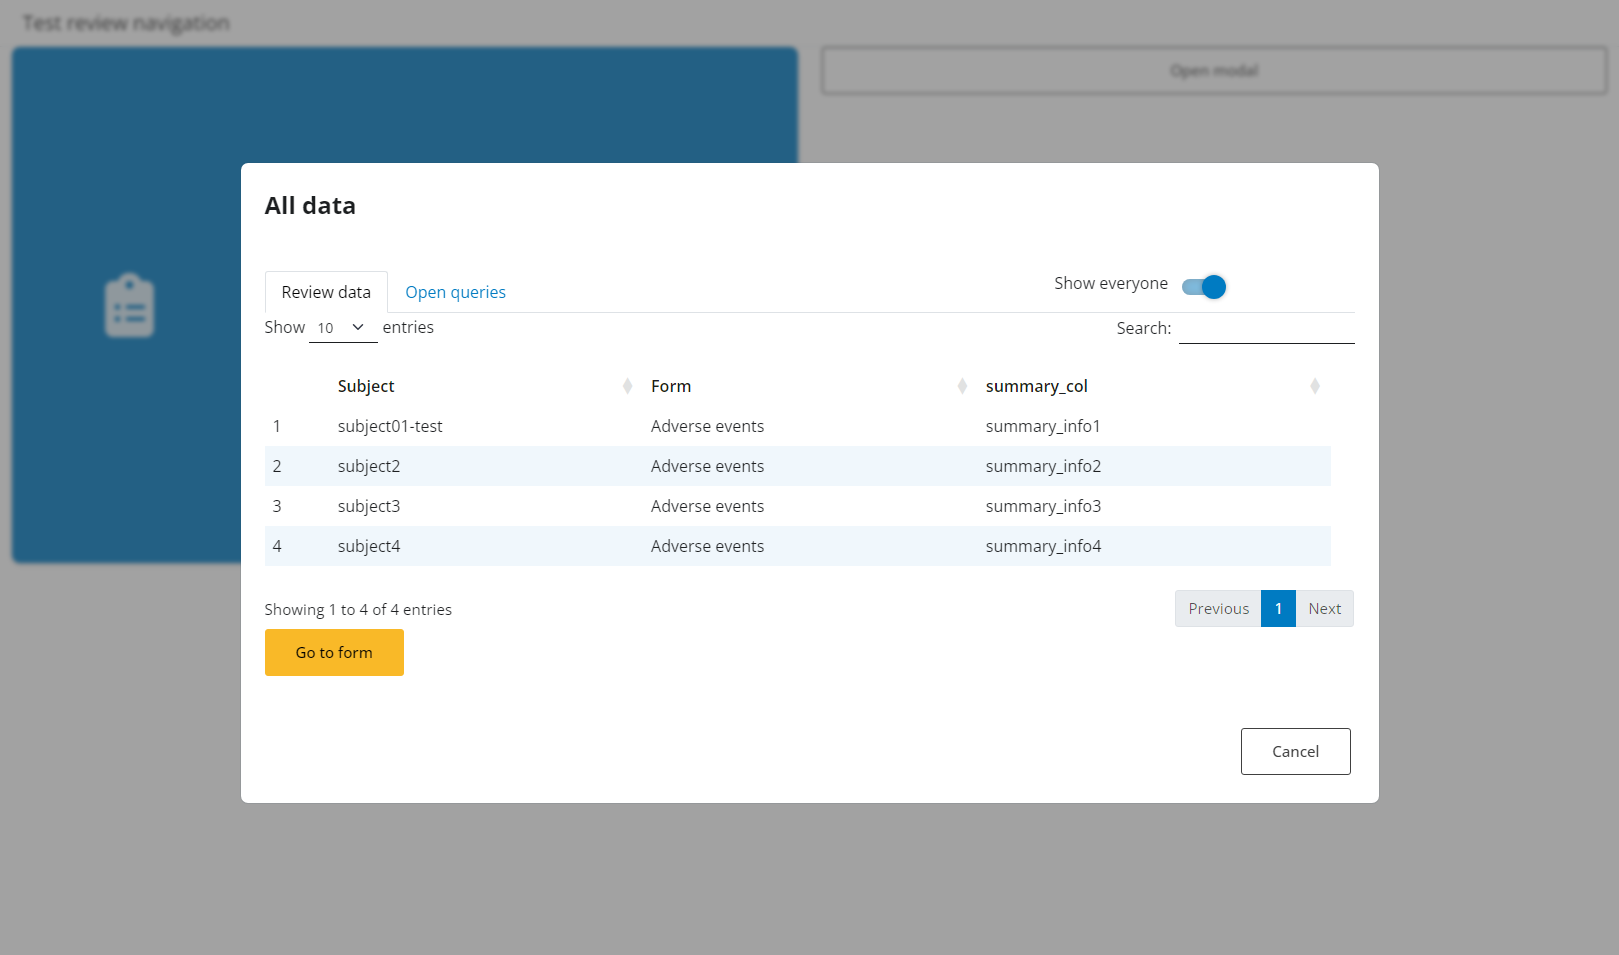 Test review navigation
Open modal
All data
Review data Open queries Show everyone
Show 10 entries Search:
Subject Form summary_col
1 subject01-test Adverse events summary_info1
2 subject2 Adverse events summary_info2
3 subject3 Adverse events summary_info3
4 subject4 Adverse events summary_info4
Showing 1 to 4 of 4 entries Previous 1 Next
Go to form
Cancel